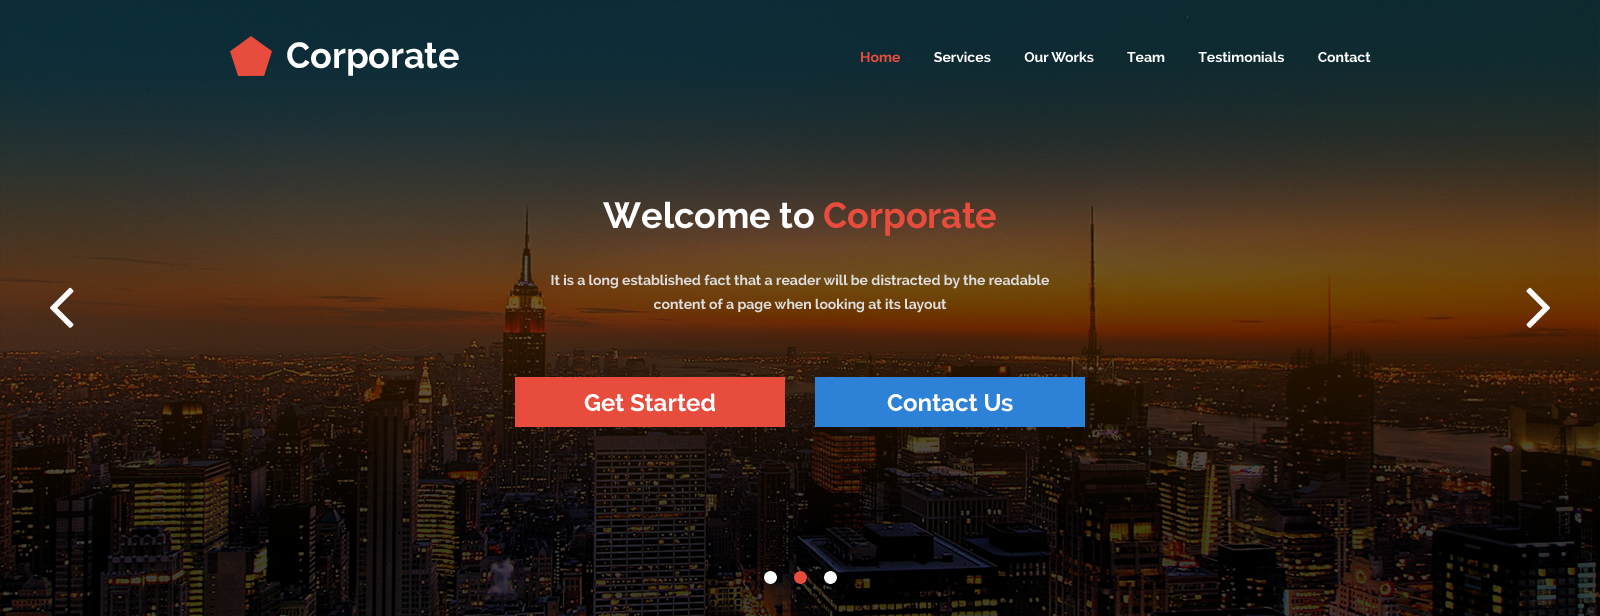 Corporate
Home Services Our Works Team Testimonials Contact
Welcome to Corporate
It is a long established fact that a reader will be distracted by the readable
content of a page when looking at its layout
Get Started Contact Us